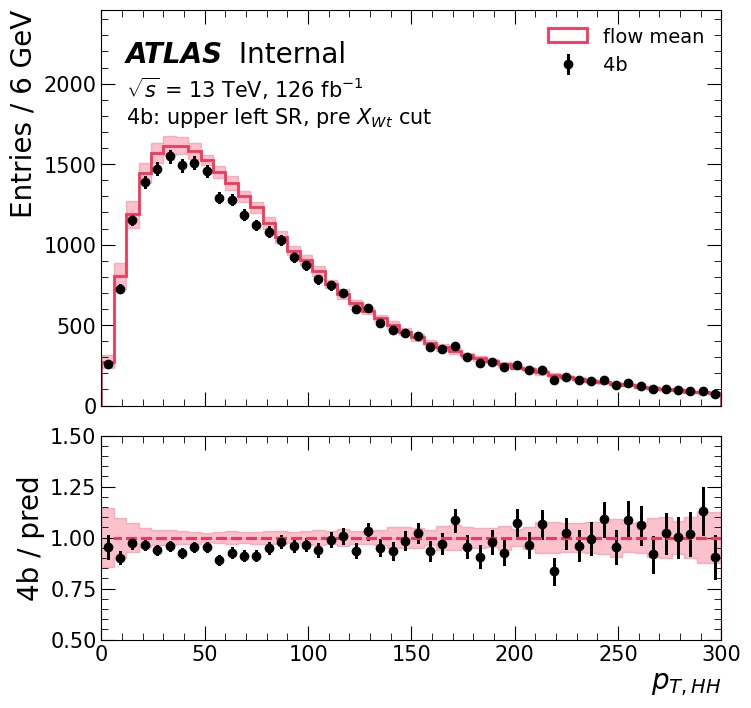 Entries / 6 GeV
2000
1500
1000
500
0
ATLAS Internal
√s = 13 TeV, 126 fb⁻¹
4b: upper left SR, pre X_Wt cut
flow mean
4b
4b / pred
1.50
1.25
1.00
0.75
0.50
0 50 100 150 200 250 300
p_T, HH